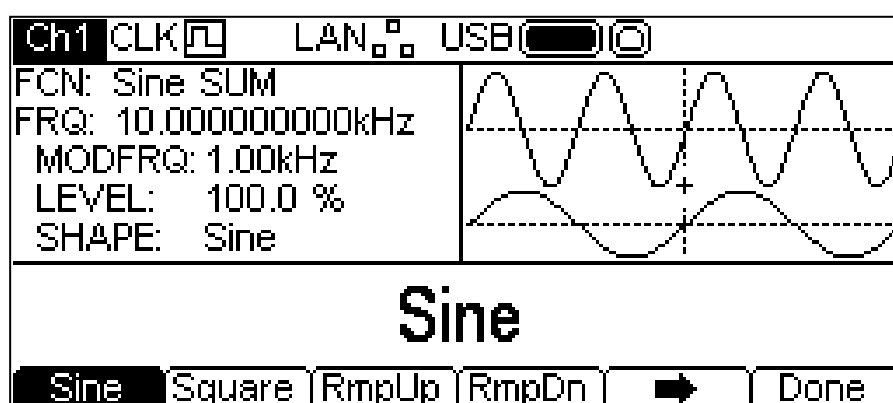 Ch1 CLK LAN USB
FCN: Sine SUM
FRQ: 10.000000000kHz
MODFRQ: 1.00kHz
LEVEL: 100.0 %
SHAPE: Sine
Sine
Sine Square RmpUp RmpDn Done